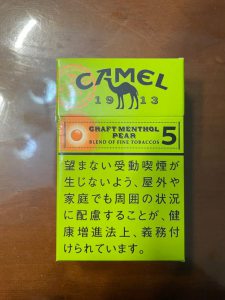 CAMEL
1913
CRAFT MENTHOL
PEAR
BLEND OF FINE TOBACCOS
5
望まない受動喫煙が
生じないよう、屋外や
家庭でも周囲の状況
に配慮することが、健
康増進法上、義務付
けられています。